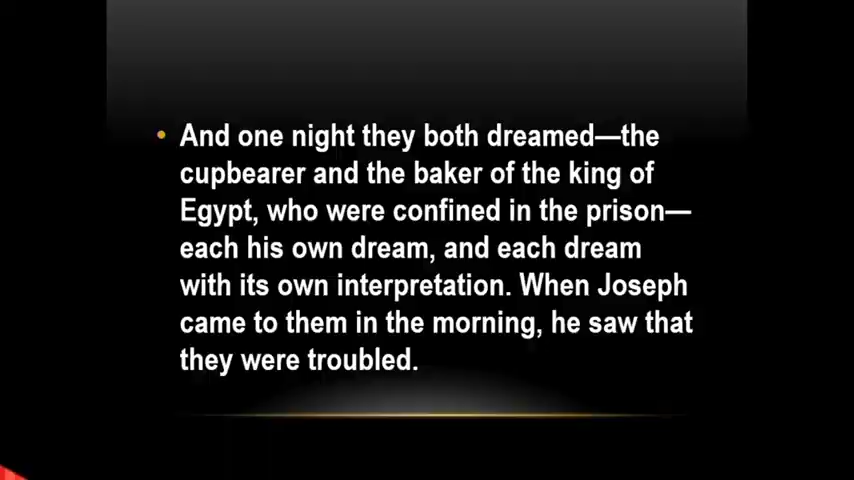 • And one night they both dreamed—the
cupbearer and the baker of the king of
Egypt, who were confined in the prison—
each his own dream, and each dream
with its own interpretation. When Joseph
came to them in the morning, he saw that
they were troubled.